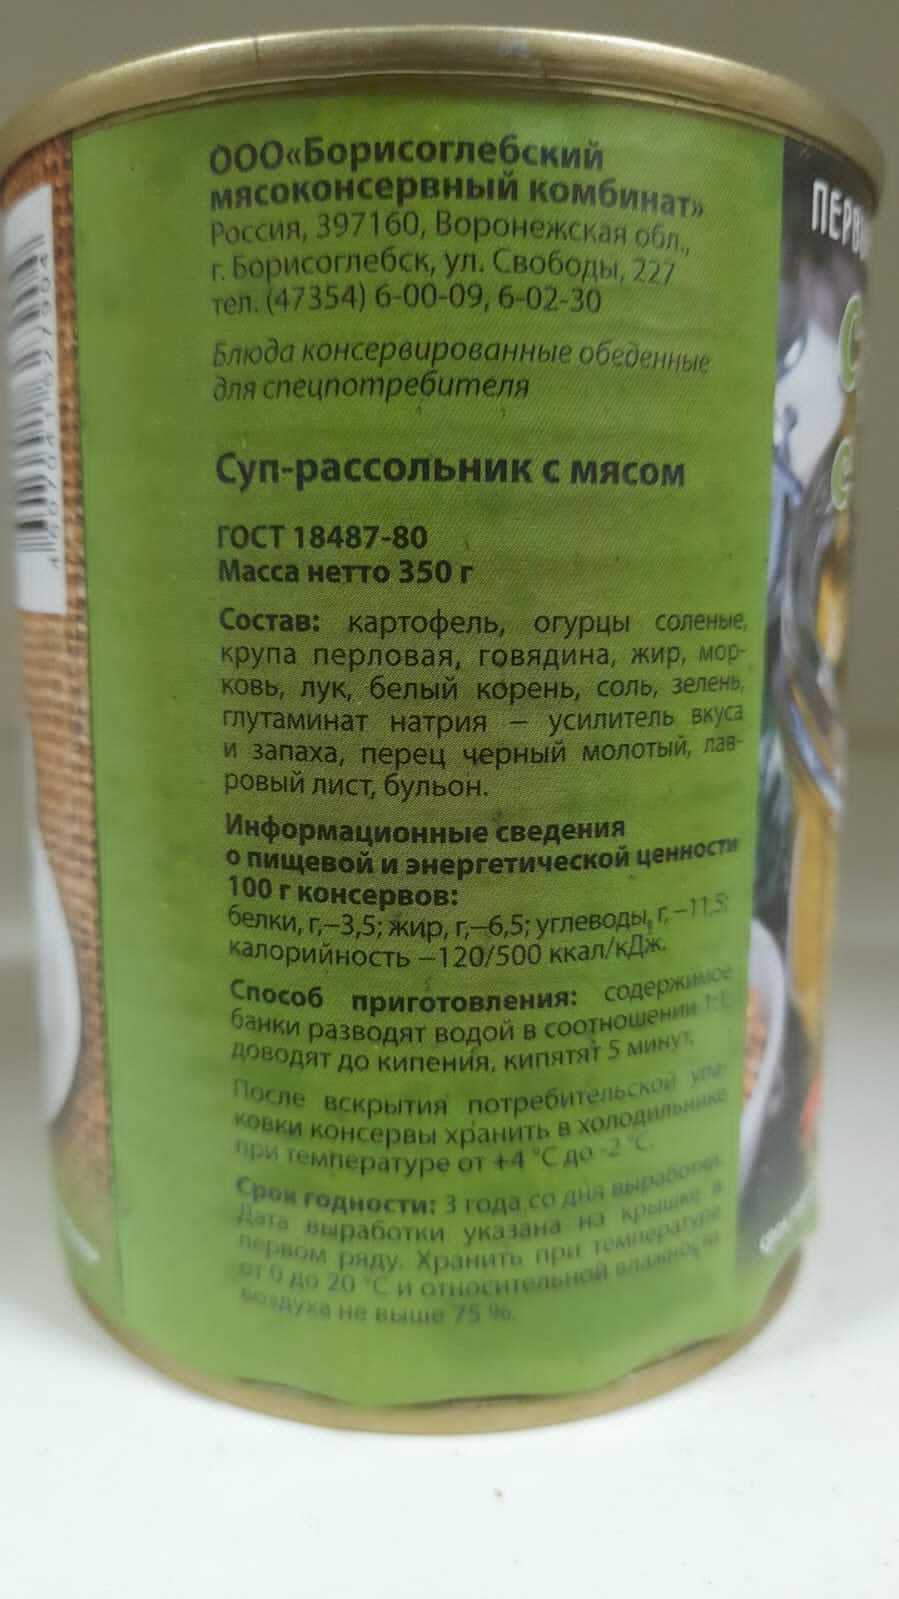 ООО«Борисоглебский
мясоконсервный комбинат»
Россия, 397160, Воронежская обл.,
г. Борисоглебск, ул. Свободы, 227
тел. (47354) 6-00-09, 6-02-30
Блюда консервированные обеденные
для спецпотребителя
Суп-рассольник с мясом
ГОСТ 18487-80
Масса нетто 350 г
Состав: картофель, огурцы соленые,
крупа перловая, говядина, жир, мор-
ковь, лук, белый корень, соль, зелень,
глутаминат натрия – усилитель вкуса
и запаха, перец черный молотый, лав-
ровый лист, бульон.
Информационные сведения
о пищевой и энергетической ценности
100 г консервов:
белки, г,–3,5; жир, г,–6,5; углеводы, г, –11,5;
калорийность –120/500 ккал/кДж.
Способ приготовления: содержимое
банки разводят водой в соотношении 1:1,
доводят до кипения, кипятят 5 минут.
После вскрытия потребительской упа-
ковки консервы хранить в холодильнике
при температуре от +4 °С до -2 °С.
Срок годности: 3 года со дня выработки.
Дата выработки указана на крышке в
первом ряду. Хранить при температуре
от 0 до 20 °С и относительной влажности
воздуха не выше 75 %.